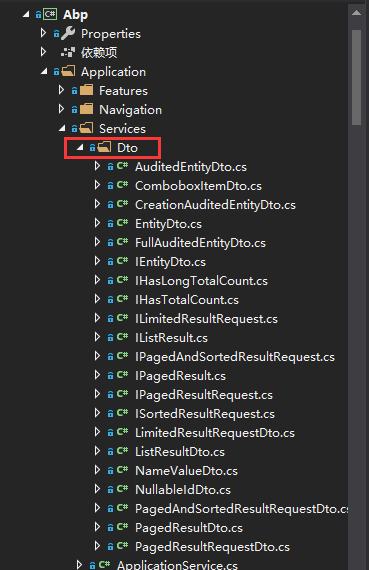 Abp
Properties
依赖项
Application
Features
Navigation
Services
Dto
C# AuditedEntityDto.cs
C# ComboboxItemDto.cs
C# CreationAuditedEntityDto.cs
C# EntityDto.cs
C# FullAuditedEntityDto.cs
C# IEntityDto.cs
C# IHasLongTotalCount.cs
C# IHasTotalCount.cs
C# ILimitedResultRequest.cs
C# IListResult.cs
C# IPagedAndSortedResultRequest.cs
C# IPagedResult.cs
C# IPagedResultRequest.cs
C# ISortedResultRequest.cs
C# LimitedResultRequestDto.cs
C# ListResultDto.cs
C# NameValueDto.cs
C# NullableIdDto.cs
C# PagedAndSortedResultRequestDto.cs
C# PagedResultDto.cs
C# PagedResultRequestDto.cs
C# ApplicationService.cs